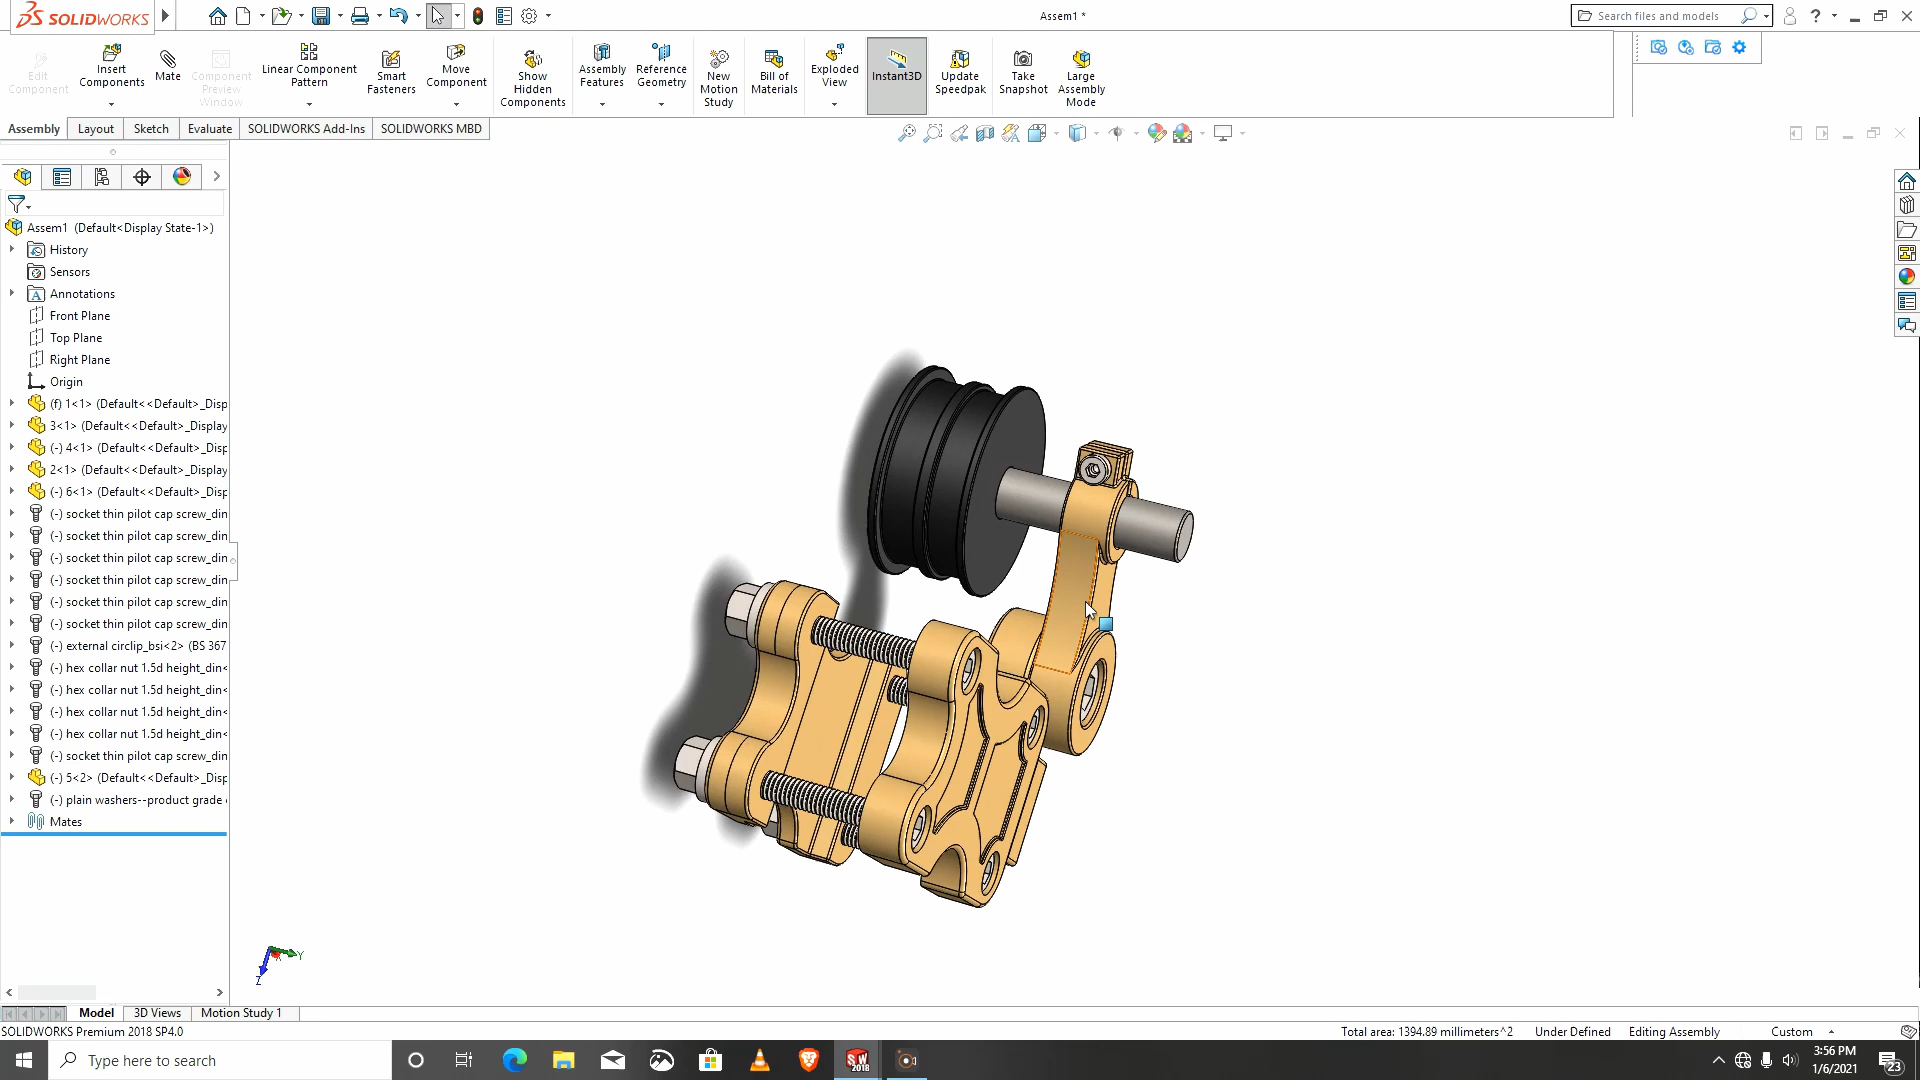 SOLIDWORKS
Assem1 *
Search files and models
Edit Component
Insert Components
Mate
Component Preview Window
Linear Component Pattern
Smart Fasteners
Move Component
Show Hidden Components
Assembly Features
Reference Geometry
New Motion Study
Bill of Materials
Exploded View
Instant3D
Update Speedpak
Take Snapshot
Large Assembly Mode
Assembly
Layout
Sketch
Evaluate
SOLIDWORKS Add-Ins
SOLIDWORKS MBD
Assem1 (Default<Display State-1>)
History
Sensors
Annotations
Front Plane
Top Plane
Right Plane
Origin
(f) 1<1> (Default<<Default>_Disp
3<1> (Default<<Default>_Display
(-) 4<1> (Default<<Default>_Disp
2<1> (Default<<Default>_Display
(-) 6<1> (Default<<Default>_Disp
(-) socket thin pilot cap screw_din
(-) socket thin pilot cap screw_din
(-) socket thin pilot cap screw_din
(-) socket thin pilot cap screw_din
(-) socket thin pilot cap screw_din
(-) socket thin pilot cap screw_din
(-) external circlip_bsi<2> (BS 367
(-) hex collar nut 1.5d height_din<
(-) hex collar nut 1.5d height_din<
(-) hex collar nut 1.5d height_din<
(-) hex collar nut 1.5d height_din<
(-) socket thin pilot cap screw_din
(-) 5<2> (Default<<Default>_Disp
(-) plain washers--product grade
Mates
Y
Z
Model
3D Views
Motion Study 1
SOLIDWORKS Premium 2018 SP4.0
Total area: 1394.89 millimeters^2
Under Defined
Editing Assembly
Custom
Type here to search
SW
2018
3:56 PM
1/6/2021
23